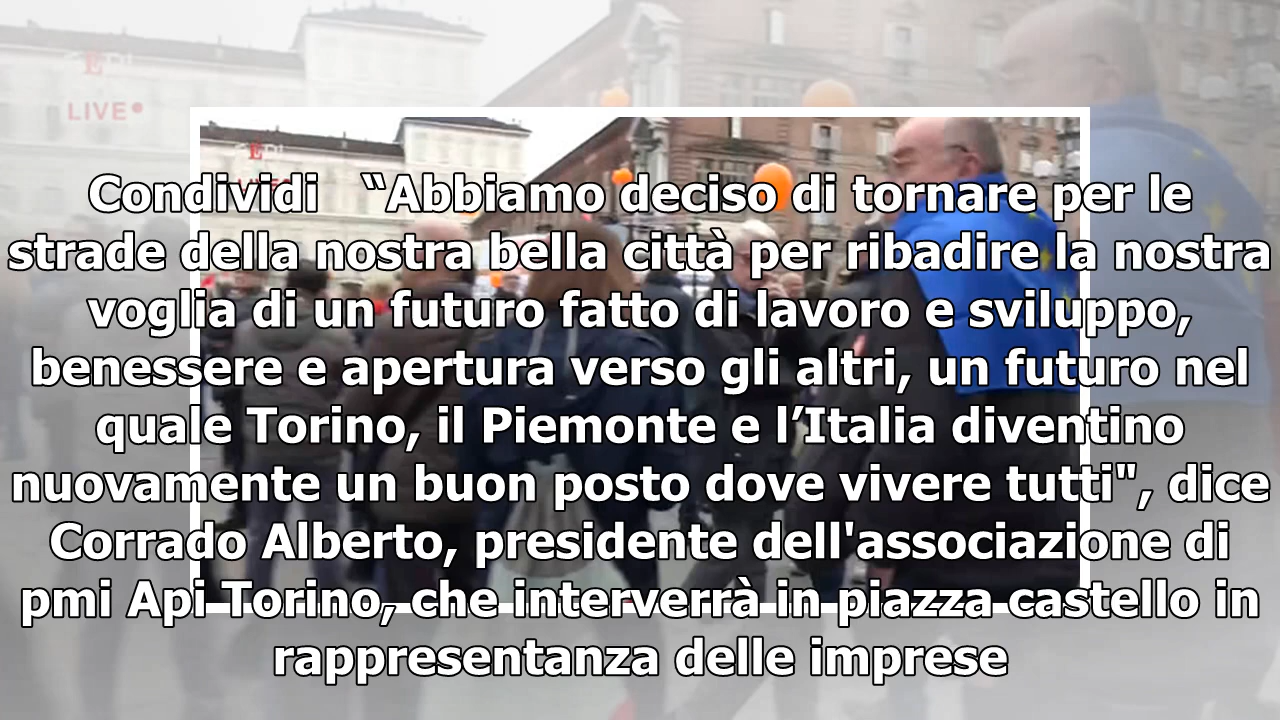 LIVE
Condividi “Abbiamo deciso di tornare per le
strade della nostra bella città per ribadire la nostra
voglia di un futuro fatto di lavoro e sviluppo,
benessere e apertura verso gli altri, un futuro nel
quale Torino, il Piemonte e l’Italia diventino
nuovamente un buon posto dove vivere tutti", dice
Corrado Alberto, presidente dell'associazione di
pmi Api Torino, che interverrà in piazza castello in
rappresentanza delle imprese